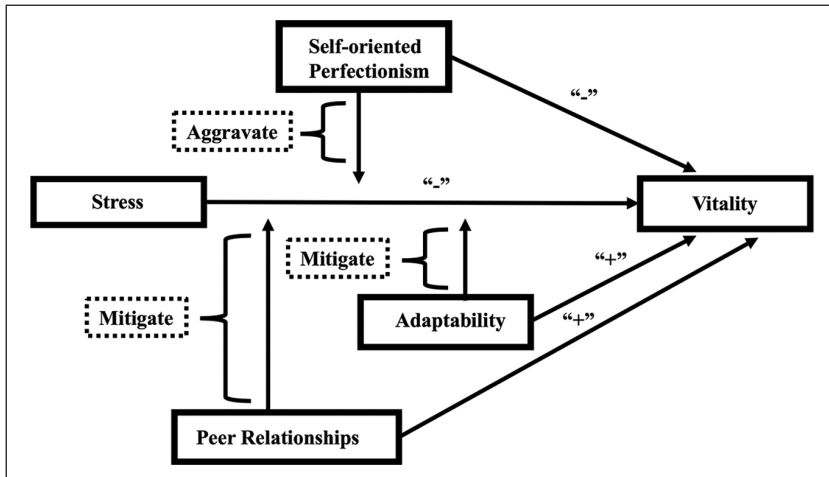 Self-oriented
Perfectionism
“-”
Aggravate
“-”
Stress
Vitality
Mitigate
“+”
Mitigate
Adaptability
“+”
Peer Relationships